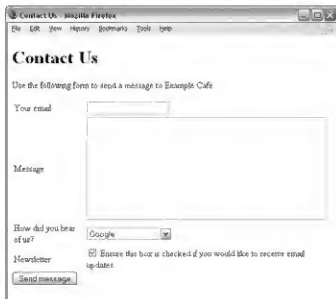 Contact Us - Mozilla Firefox
File Edit View History Bookmarks Tools Help
Contact Us
Use the following form to send a message to Example Cafe
Your email
Message
How did you hear
of us?
Google
Newsletter
Ensure this box is checked if you would like to receive email
updates
Send message